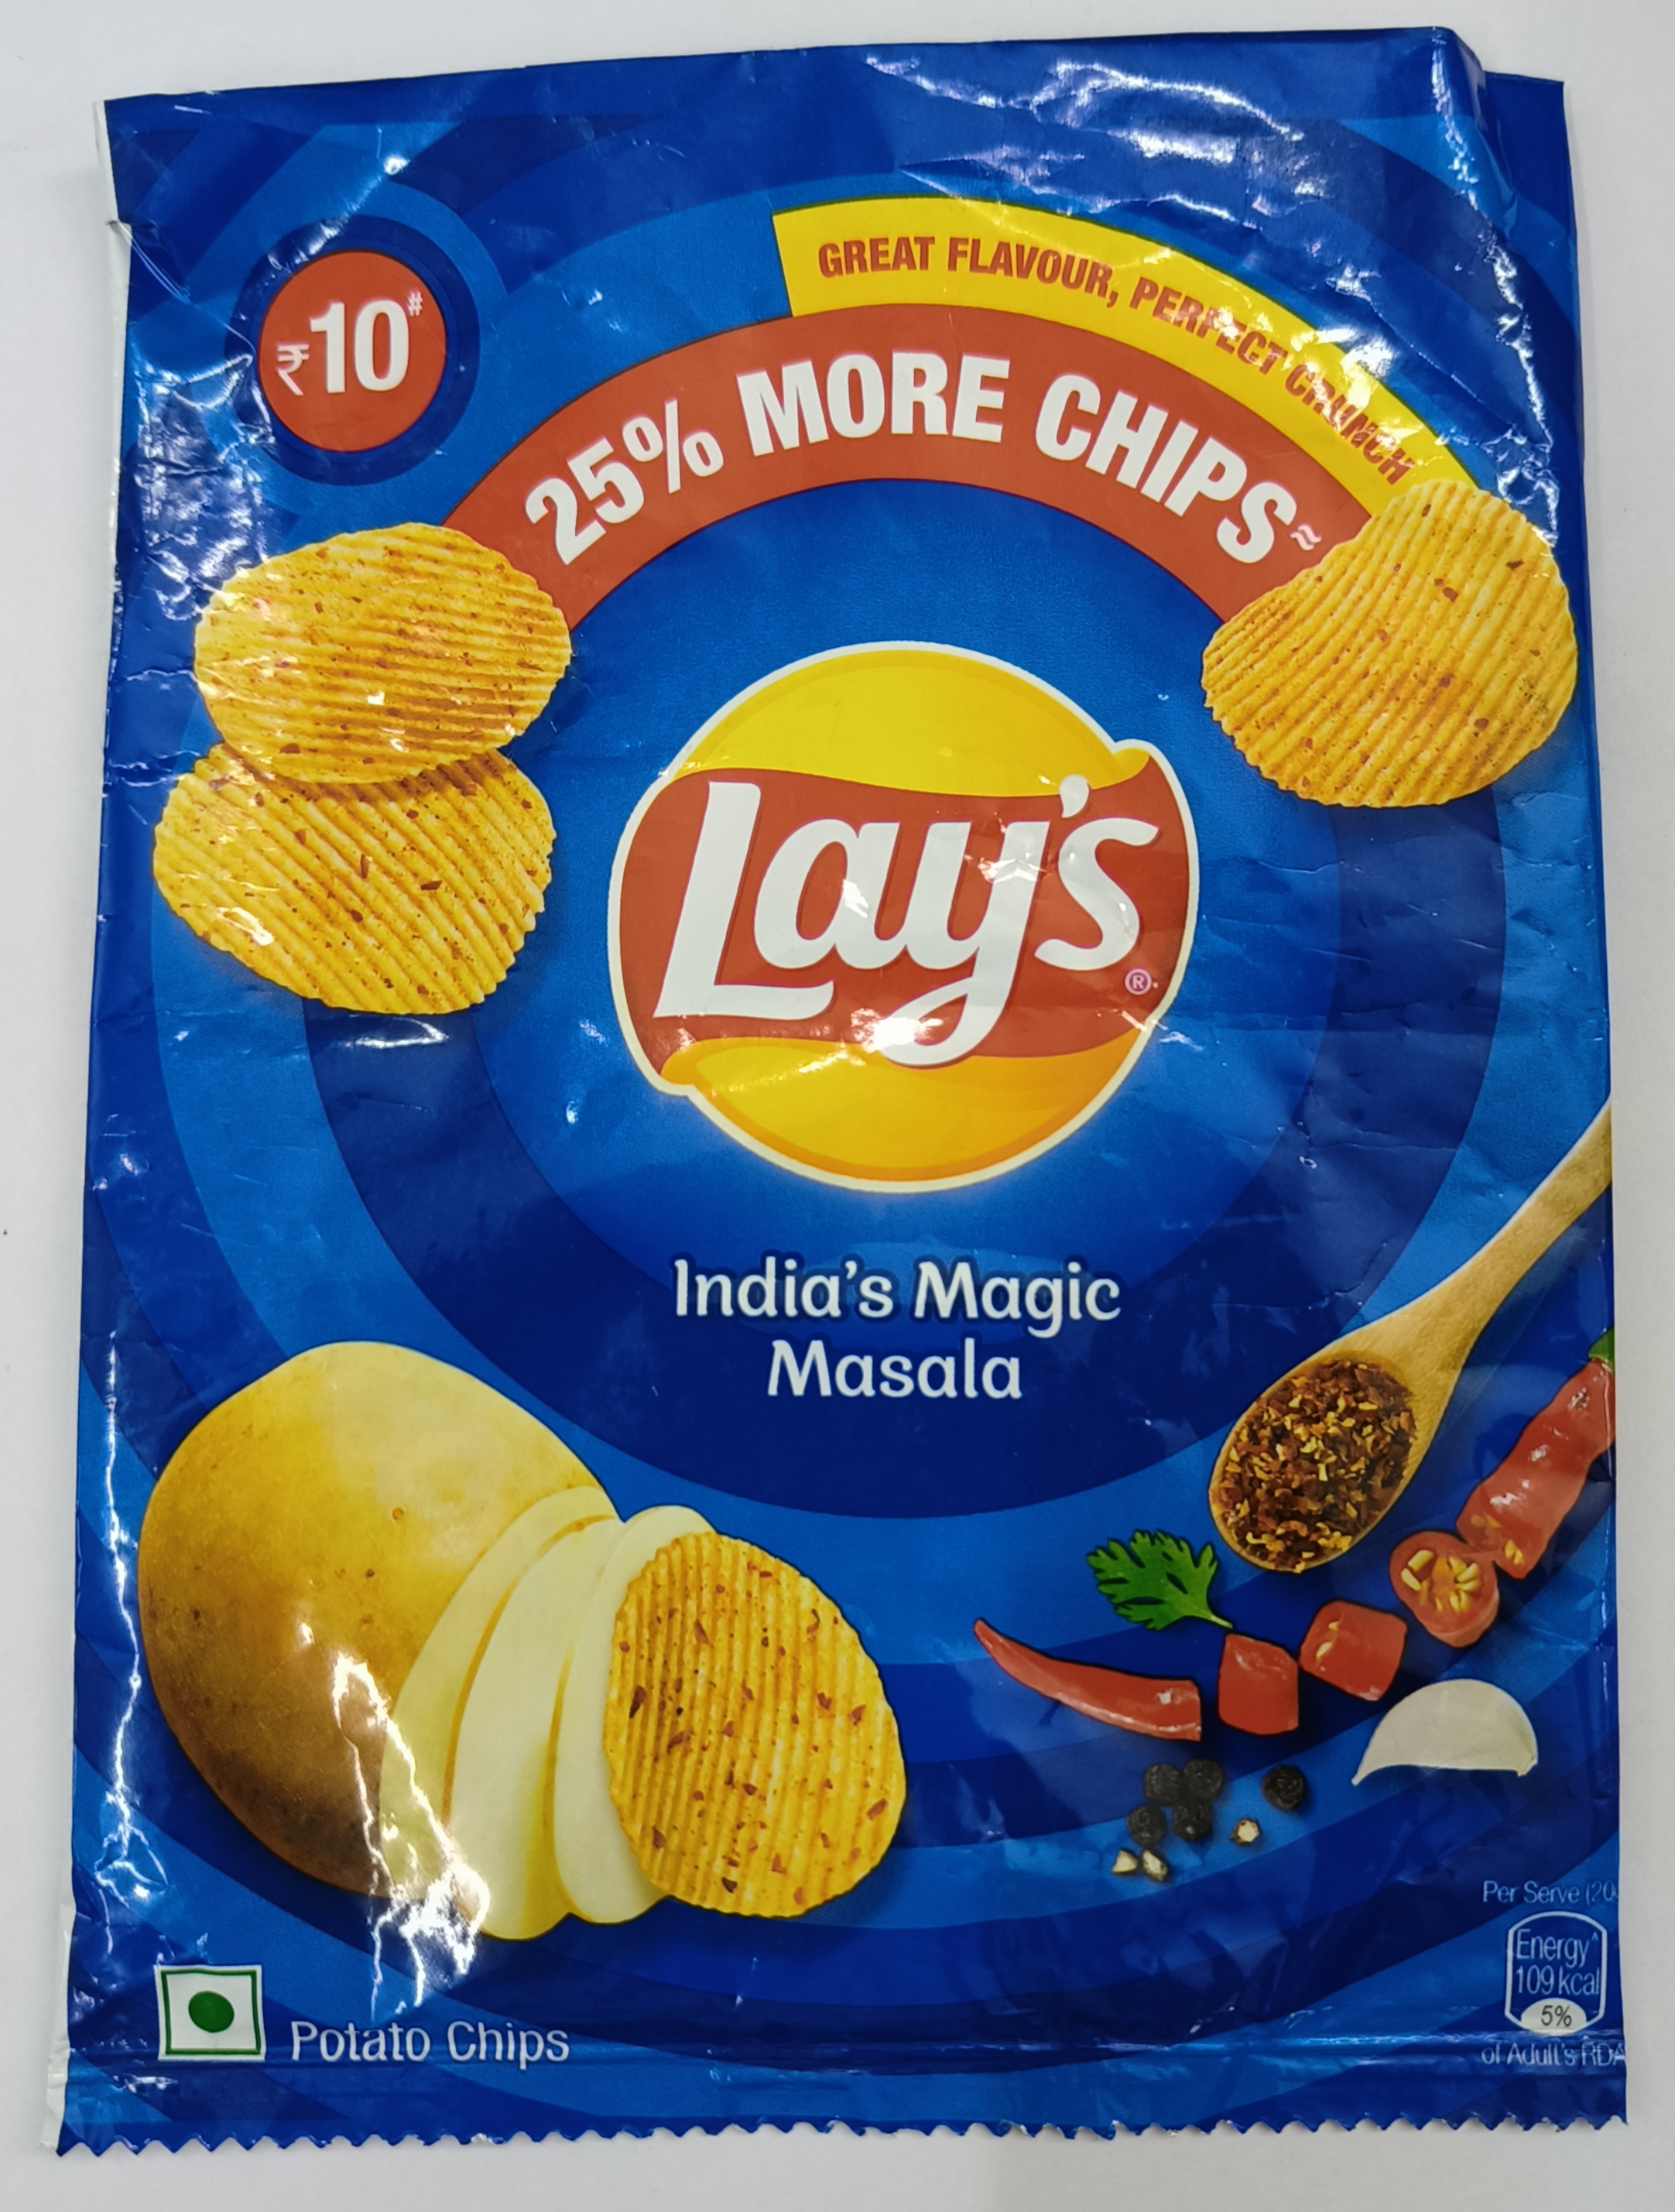 ₹10#
GREAT FLAVOUR, PERFECT CRUNCH
25% MORE CHIPS≈
Lay's®
India's Magic
Masala
Per Serve (20
Energy^
109 kcal
5%
of Adult's RDA
Potato Chips